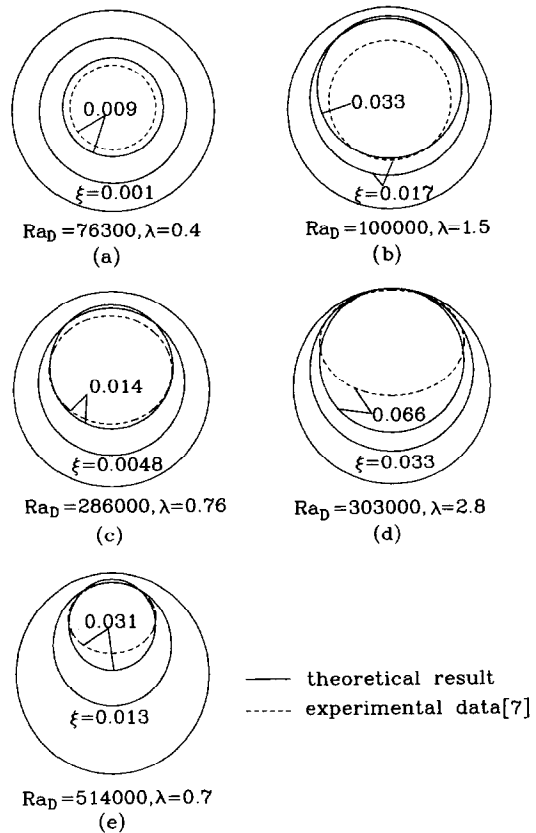 0.009
ξ=0.001
Ra_D=76300,λ=0.4
(a)
0.033
ξ=0.017
Ra_D=100000,λ=1.5
(b)
0.014
ξ=0.0048
Ra_D=286000,λ=0.76
(c)
0.066
ξ=0.033
Ra_D=303000,λ=2.8
(d)
0.031
ξ=0.013
Ra_D=514000,λ=0.7
(e)
theoretical result
experimental data[7]